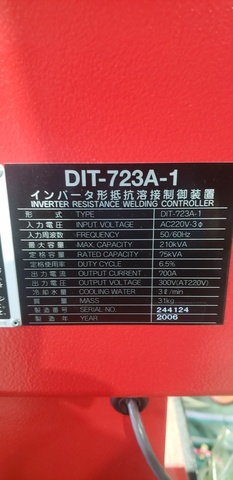 DIT-723A-1
インバータ形抵抗溶接制御装置
INVERTER RESISTANCE WELDING CONTROLLER
形式 TYPE DIT-723A-1
入力電圧 INPUT VOLTAGE AC220V-3φ
入力周波数 FREQUENCY 50/60Hz
最大容量 MAX. CAPACITY 210kVA
定格容量 RATED CAPACITY 75kVA
定格使用率 DUTY CYCLE 6.5%
出力電流 OUTPUT CURRENT 700A
出力電圧 OUTPUT VOLTAGE 300V(AT220V)
冷却水量 COOLING WATER 3ℓ/min
質量 MASS 31kg
製造番号 SERIAL NO. 244124
製造年 YEAR 2006